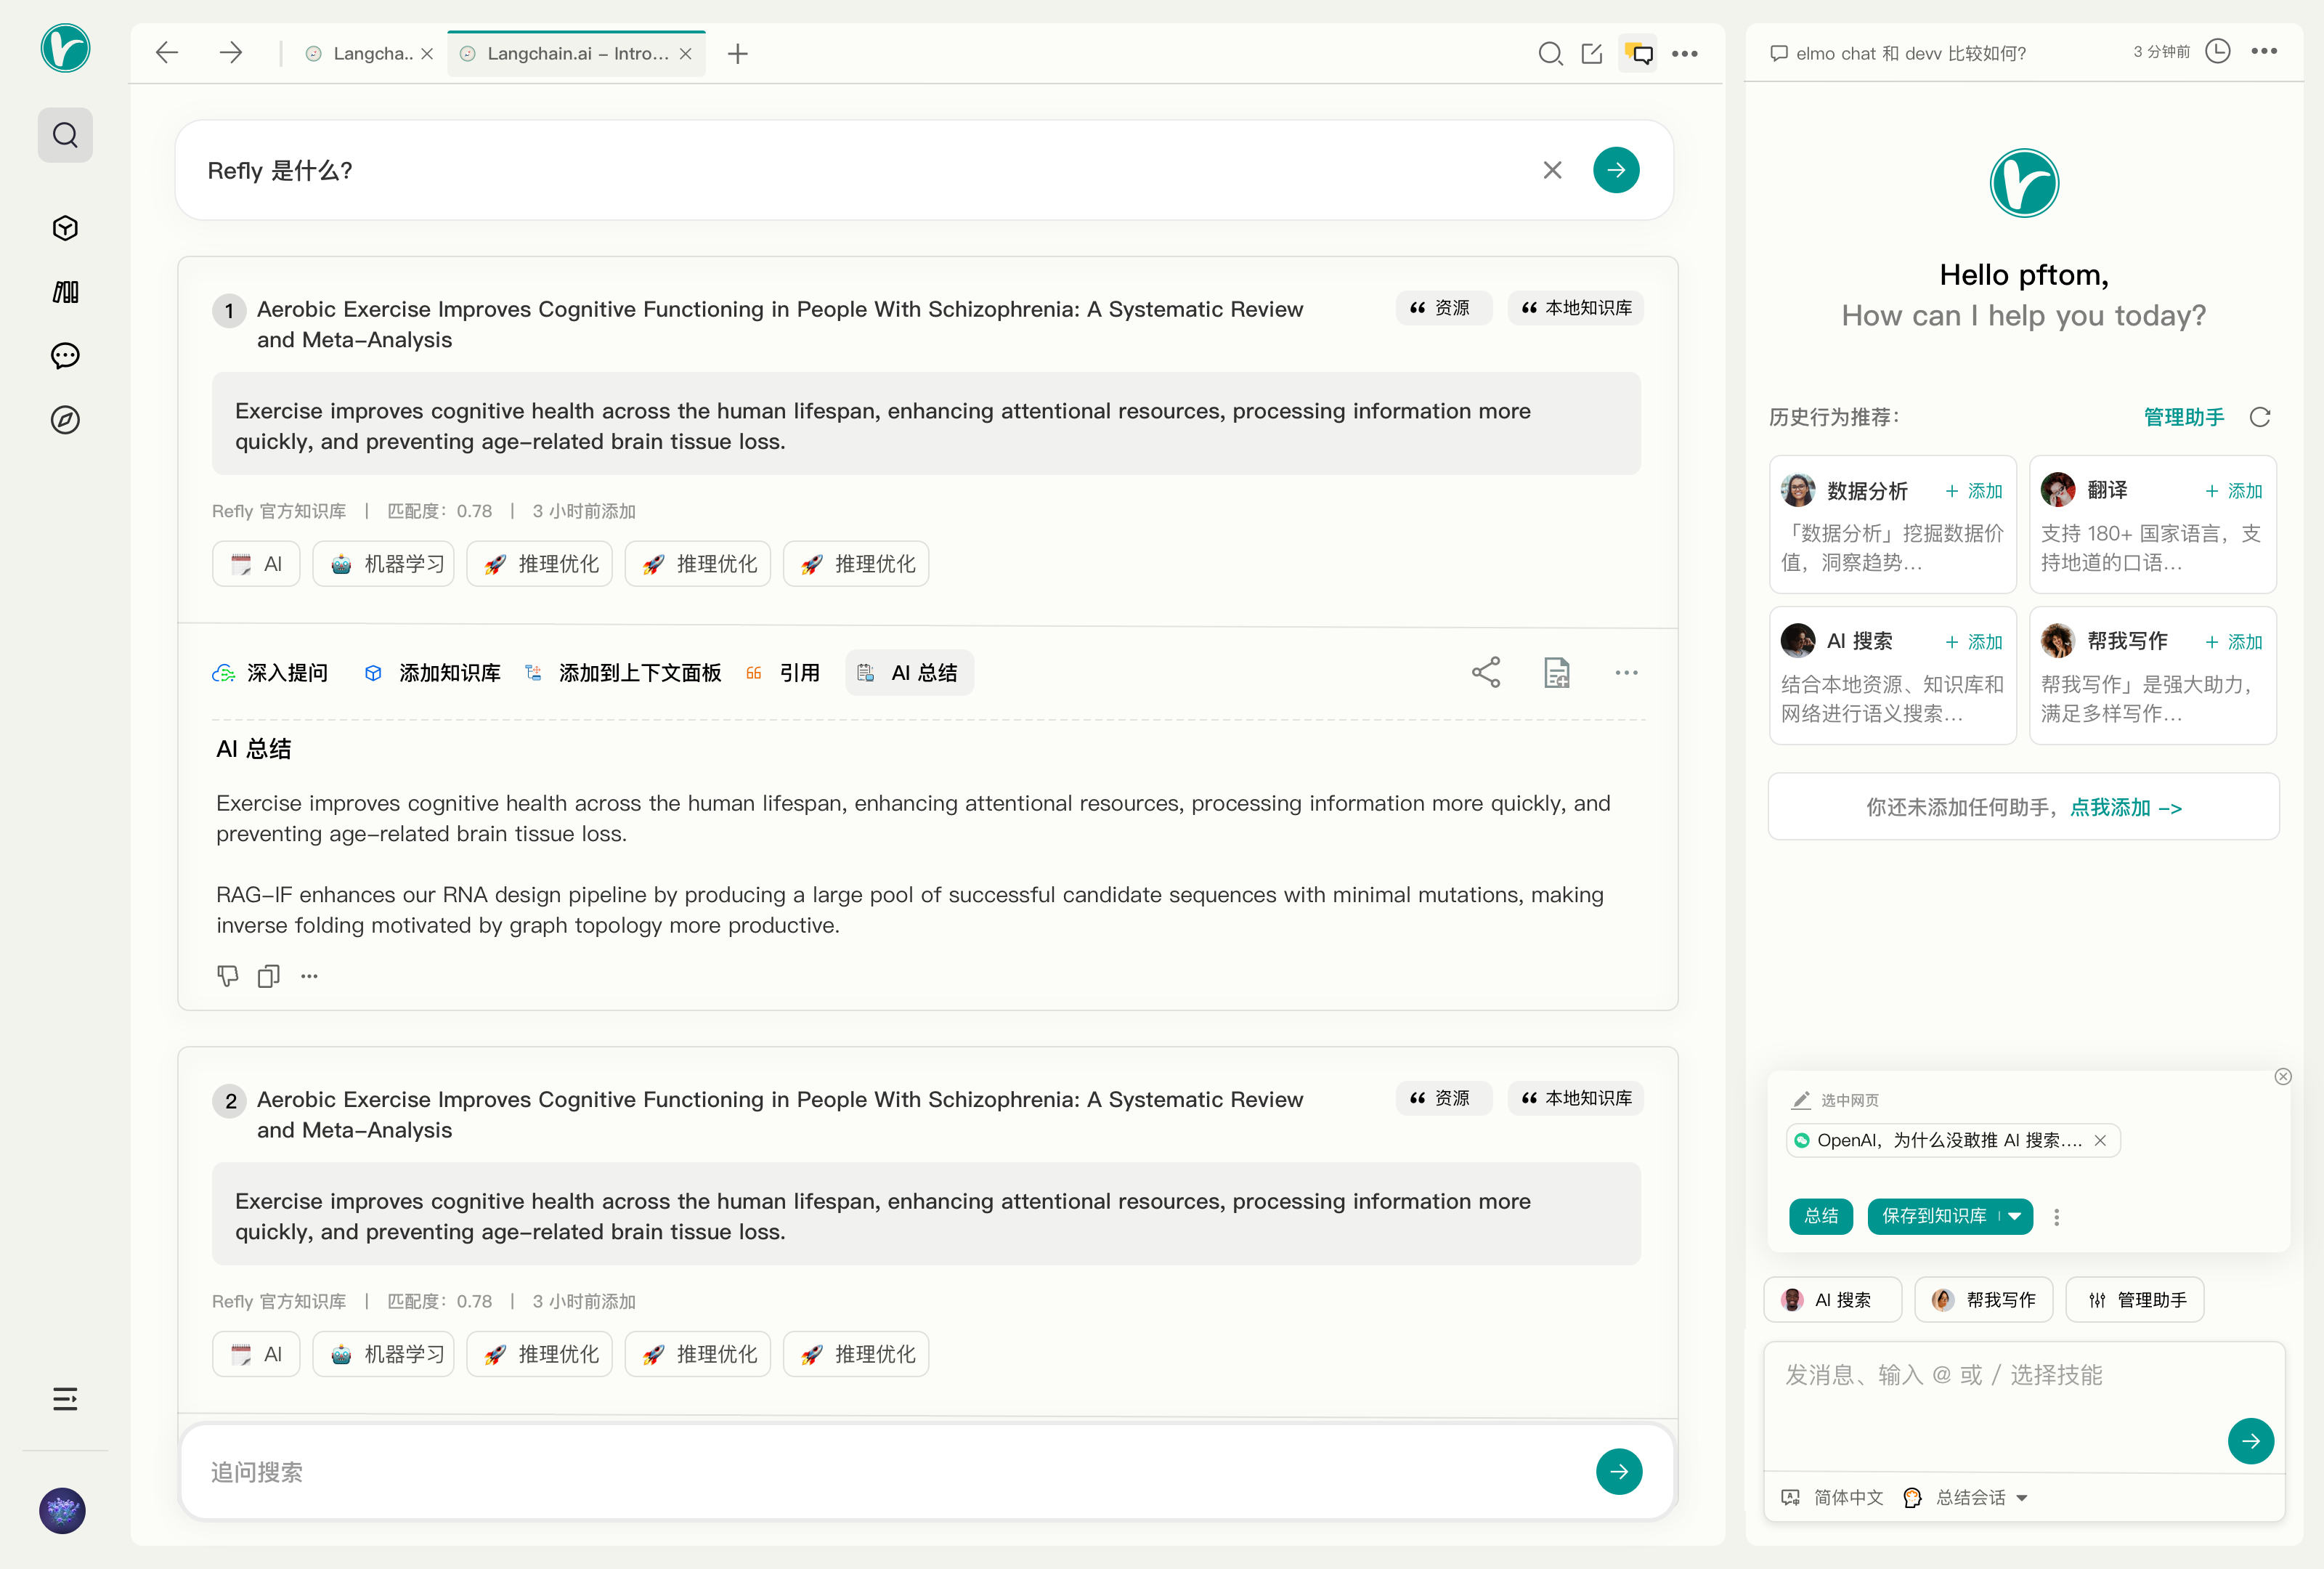 Langcha..
Langchain.ai – Intro...
Refly 是什么?
1
Aerobic Exercise Improves Cognitive Functioning in People With Schizophrenia: A Systematic Review
and Meta–Analysis
资源
本地知识库
Exercise improves cognitive health across the human lifespan, enhancing attentional resources, processing information more
quickly, and preventing age–related brain tissue loss.
Refly 官方知识库 | 匹配度：0.78 | 3 小时前添加
AI
机器学习
推理优化
推理优化
推理优化
深入提问
添加知识库
添加到上下文面板
引用
AI 总结
AI 总结
Exercise improves cognitive health across the human lifespan, enhancing attentional resources, processing information more quickly, and
preventing age–related brain tissue loss.
RAG–IF enhances our RNA design pipeline by producing a large pool of successful candidate sequences with minimal mutations, making
inverse folding motivated by graph topology more productive.
2
Aerobic Exercise Improves Cognitive Functioning in People With Schizophrenia: A Systematic Review
and Meta–Analysis
资源
本地知识库
Exercise improves cognitive health across the human lifespan, enhancing attentional resources, processing information more
quickly, and preventing age–related brain tissue loss.
Refly 官方知识库 | 匹配度：0.78 | 3 小时前添加
AI
机器学习
推理优化
推理优化
推理优化
追问搜索
elmo chat 和 devv 比较如何?
3 分钟前
Hello pftom,
How can I help you today?
历史行为推荐：
管理助手
数据分析
+ 添加
「数据分析」挖掘数据价
值，洞察趋势...
翻译
+ 添加
支持 180+ 国家语言，支
持地道的口语...
AI 搜索
+ 添加
结合本地资源、知识库和
网络进行语义搜索...
帮我写作
+ 添加
帮我写作」是强大助力，
满足多样写作...
你还未添加任何助手，点我添加 –>
选中网页
OpenAI，为什么没敢推 AI 搜索....
总结
保存到知识库
AI 搜索
帮我写作
管理助手
发消息、输入 @ 或 / 选择技能
简体中文
总结会话